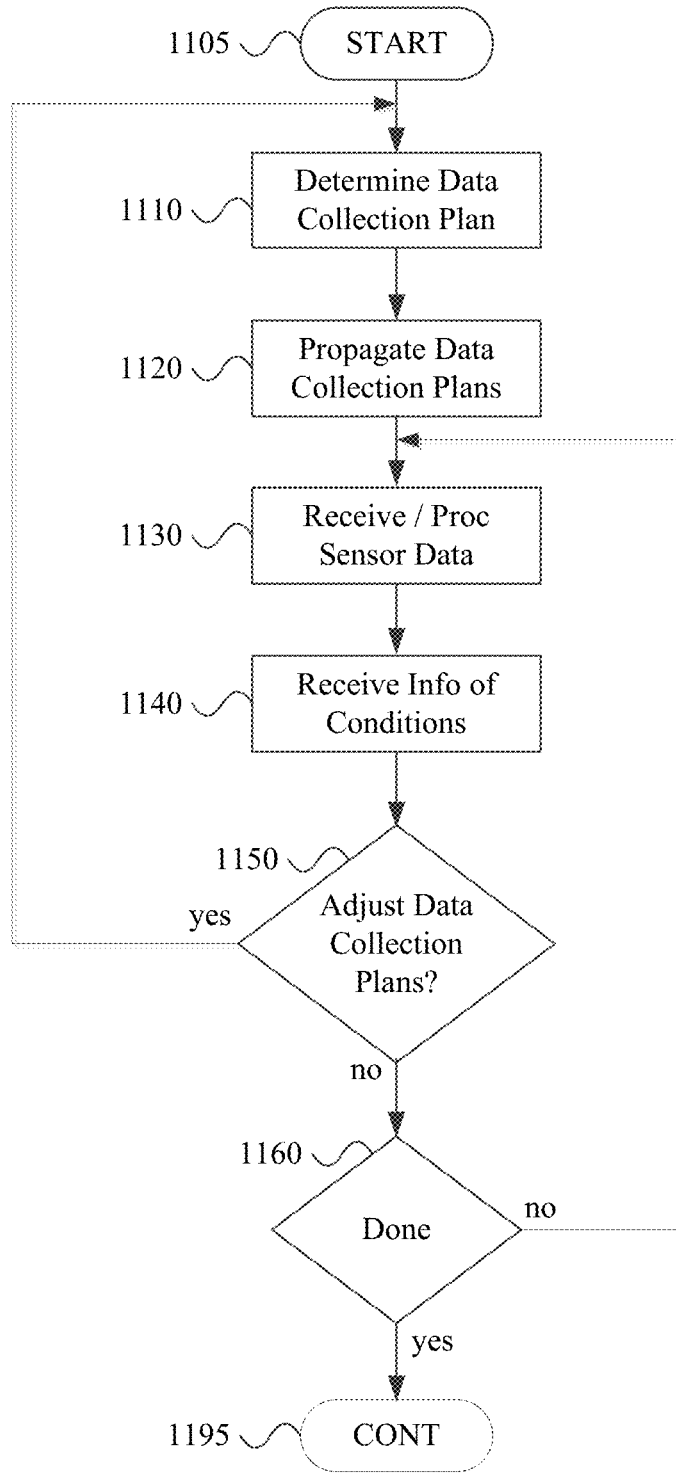 1105
START
1110
Determine Data
Collection Plan
1120
Propagate Data
Collection Plans
1130
Receive / Proc
Sensor Data
1140
Receive Info of
Conditions
1150
yes
Adjust Data
Collection
Plans?
no
1160
Done
no
yes
1195
CONT